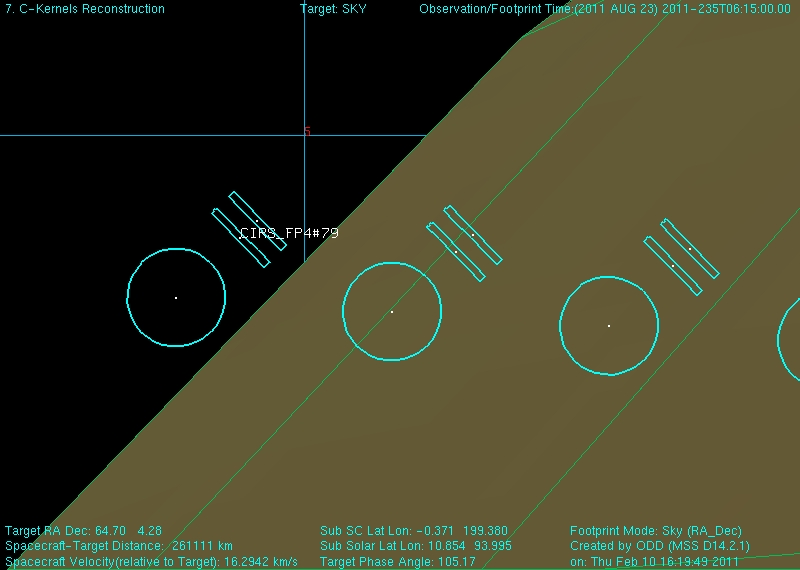 7. C-Kernels Reconstruction Target: SKY Observation/Footprint Time:(2011 AUG 23) 2011-235T06:15:00.00
5
CIRS_FP4#79
Target RA Dec: 64.70 4.28 Sub SC Lat Lon: -0.371 199.380 Footprint Mode: Sky (RA_Dec)
Spacecraft-Target Distance: 261111 km Sub Solar Lat Lon: 10.854 93.995 Created by ODD (MSS D14.2.1)
Spacecraft Velocity(relative to Target): 16.2942 km/s Target Phase Angle: 105.17 on: Thu Feb 10 16:19:49 2011